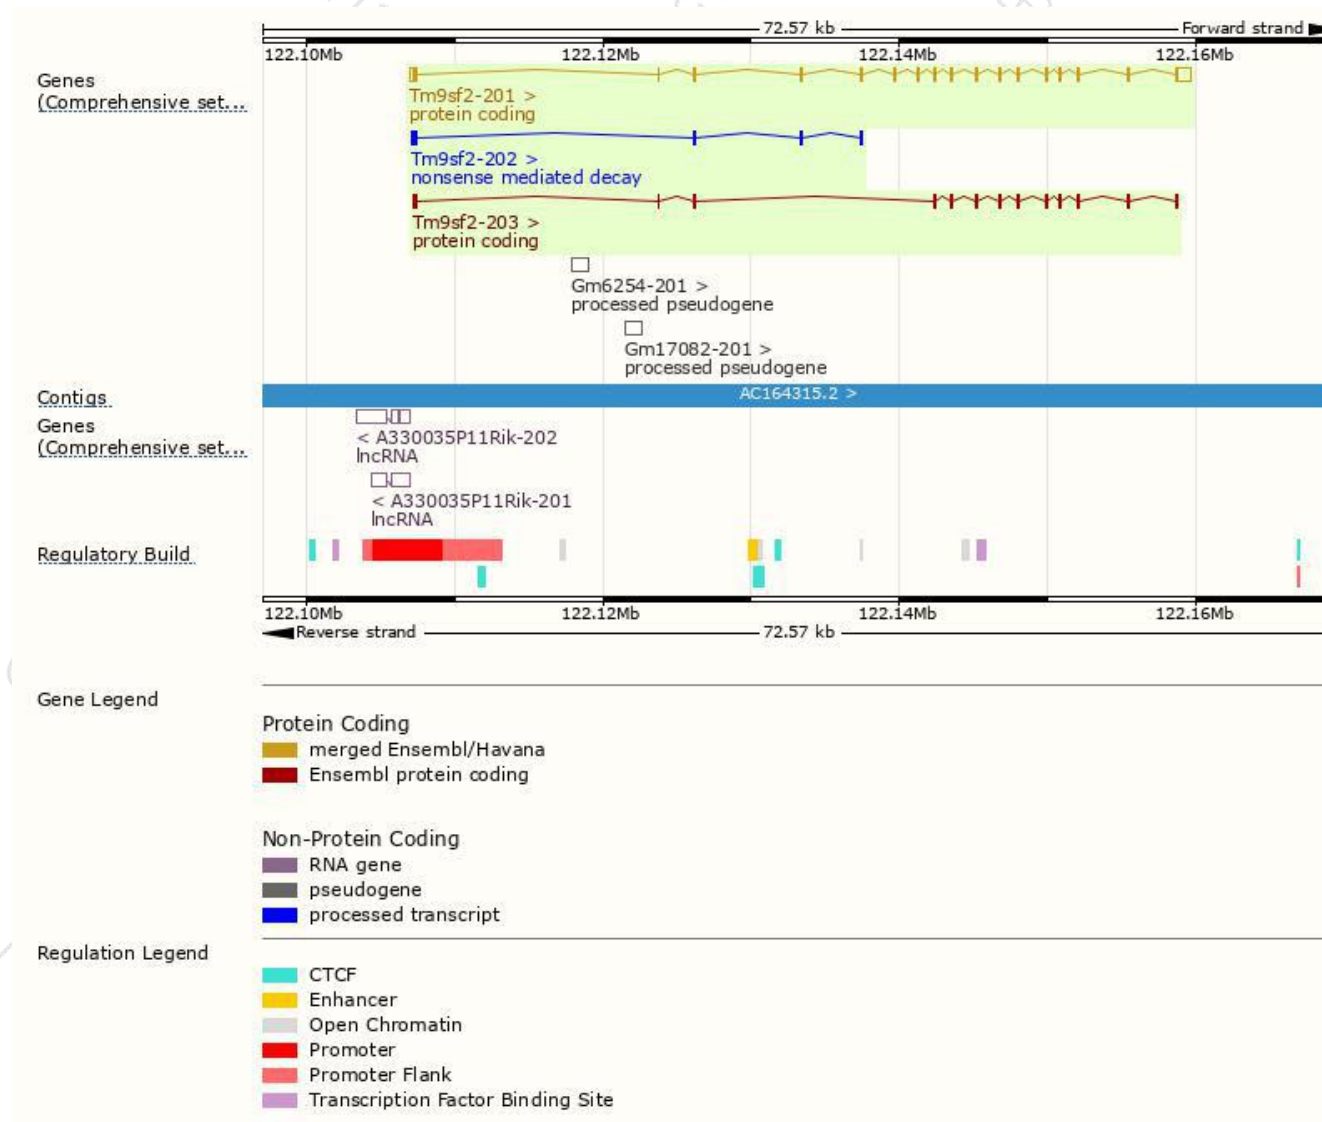 72.57 kb
Forward strand
122.10Mb 122.12Mb 122.14Mb 122.16Mb
Genes
(Comprehensive set...
Tm9sf2-201 >
protein coding
Tm9sf2-202 >
nonsense mediated decay
Tm9sf2-203 >
protein coding
Gm6254-201 >
processed pseudogene
Gm17082-201 >
processed pseudogene
Contigs
AC164315.2 >
Genes
(Comprehensive set...
< A330035P11Rik-202
lncRNA
< A330035P11Rik-201
lncRNA
Regulatory Build
122.10Mb 122.12Mb 122.14Mb 122.16Mb
Reverse strand
72.57 kb
Gene Legend
Protein Coding
merged Ensembl/Havana
Ensembl protein coding
Non-Protein Coding
RNA gene
pseudogene
processed transcript
Regulation Legend
CTCF
Enhancer
Open Chromatin
Promoter
Promoter Flank
Transcription Factor Binding Site